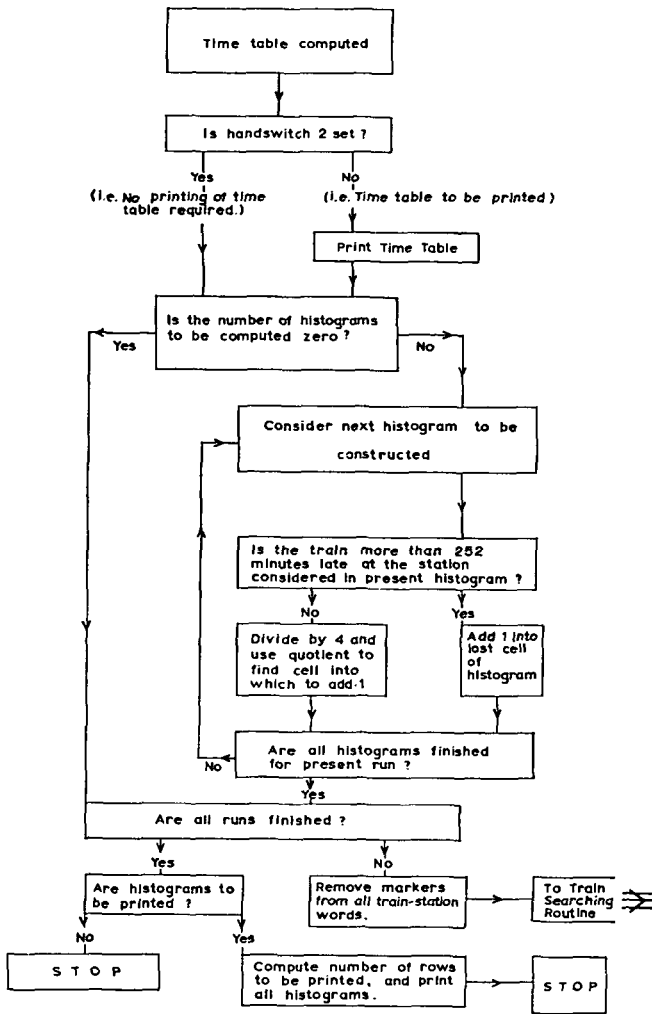 Time table computed
Is handswitch 2 set ?
Yes
No
(i.e. No printing of time
table required.)
(i.e. Time table to be printed)
Print Time Table
Is the number of histograms
to be computed zero ?
Yes
No
Consider next histogram to be
constructed
Is the train more than 252
minutes late at the station
considered in present histogram ?
No
Yes
Divide by 4 and
use quotient to
find cell into
which to add 1
Add 1 into
last cell
of
histogram
Are all histograms finished
for present run ?
No
Yes
Are all runs finished ?
Yes
No
Are histograms to
be printed ?
Remove markers
from all train-station
words.
To Train
Searching
Routine
No
Yes
S T O P
Compute number of rows
to be printed, and print
all histograms.
S T O P